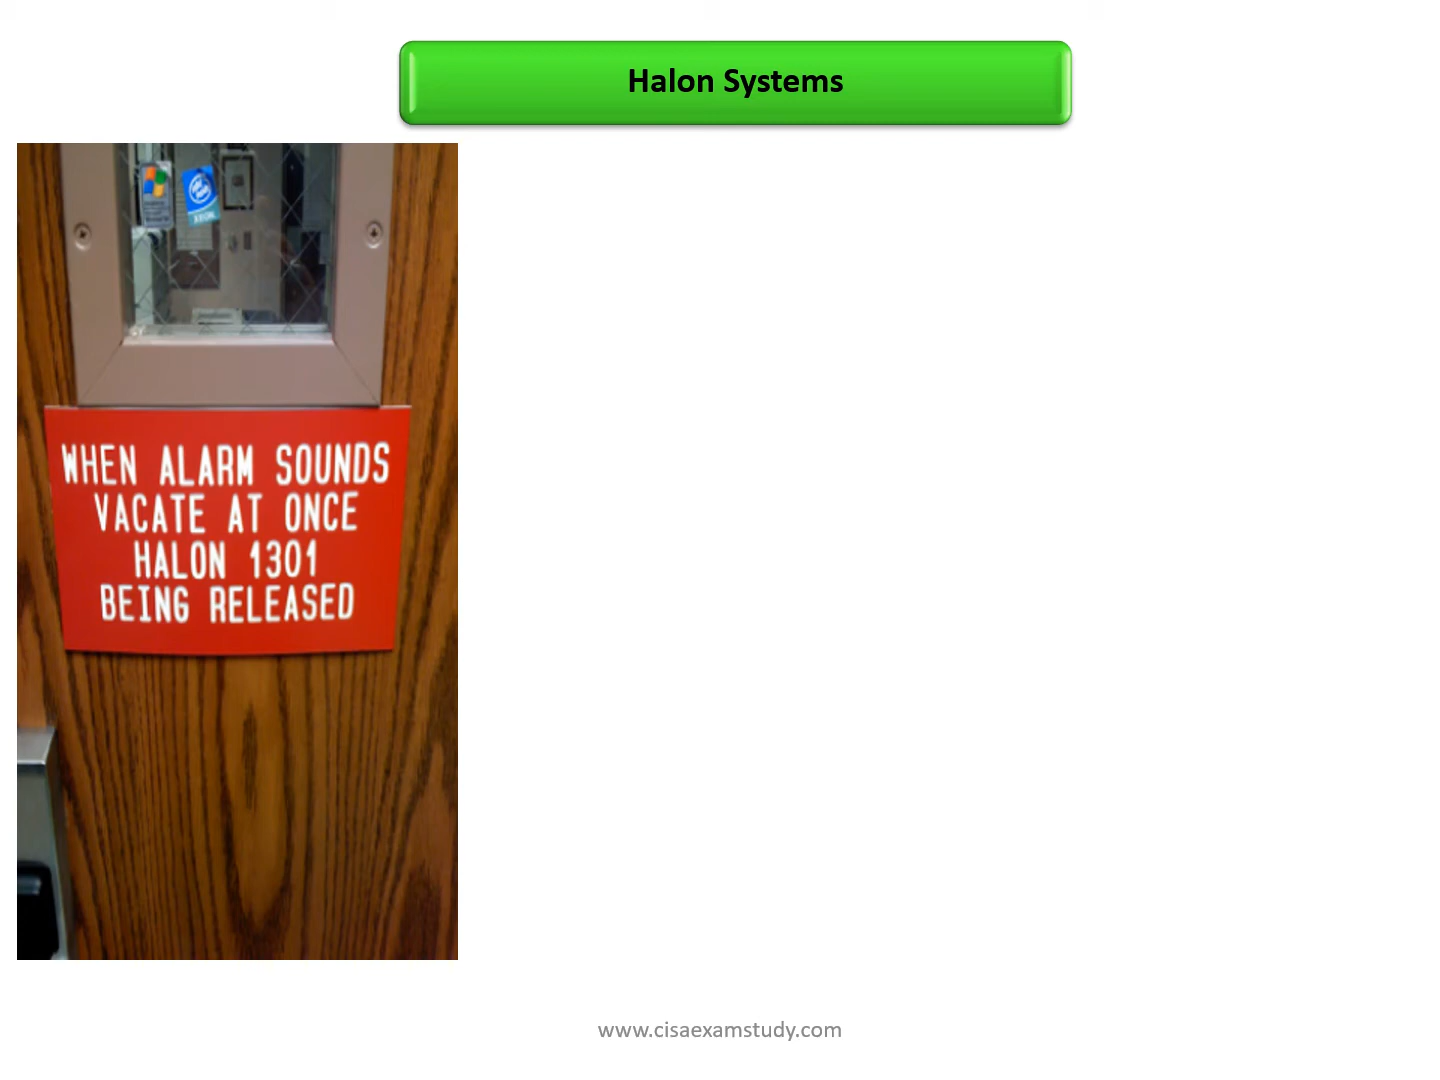 Halon Systems
WHEN ALARM SOUNDS
VACATE AT ONCE
HALON 1301
BEING RELEASED
www.cisaexamstudy.com